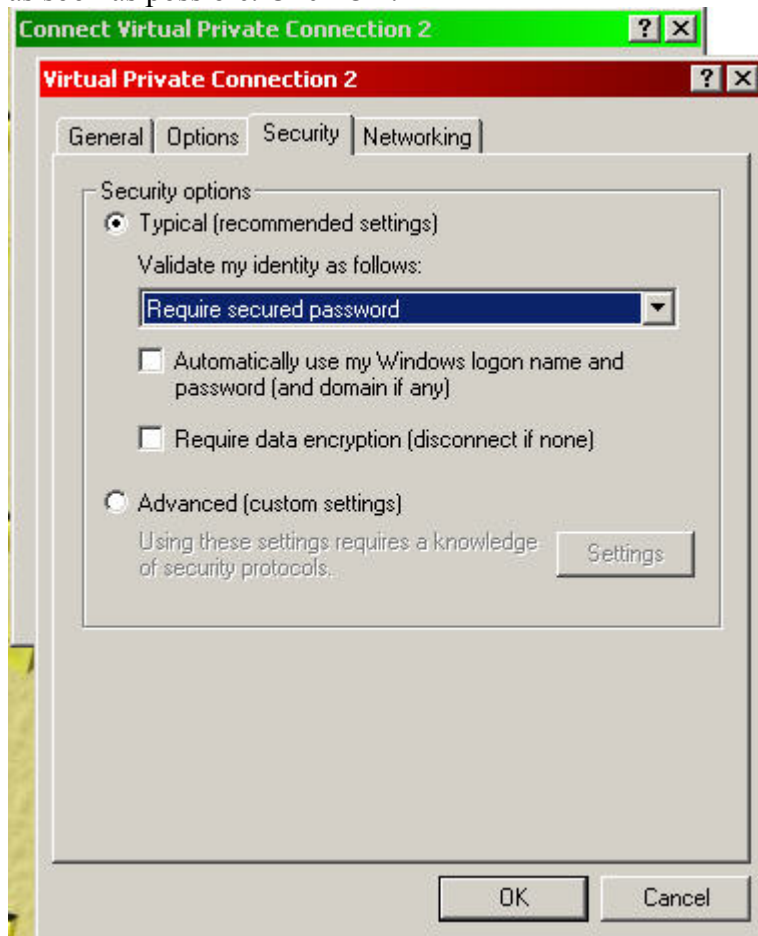 Connect Virtual Private Connection 2
Virtual Private Connection 2
General Options Security Networking
Security options
Typical (recommended settings)
Validate my identity as follows:
Require secured password
Automatically use my Windows logon name and
password (and domain if any)
Require data encryption (disconnect if none)
Advanced (custom settings)
Using these settings requires a knowledge
of security protocols.
Settings
OK Cancel